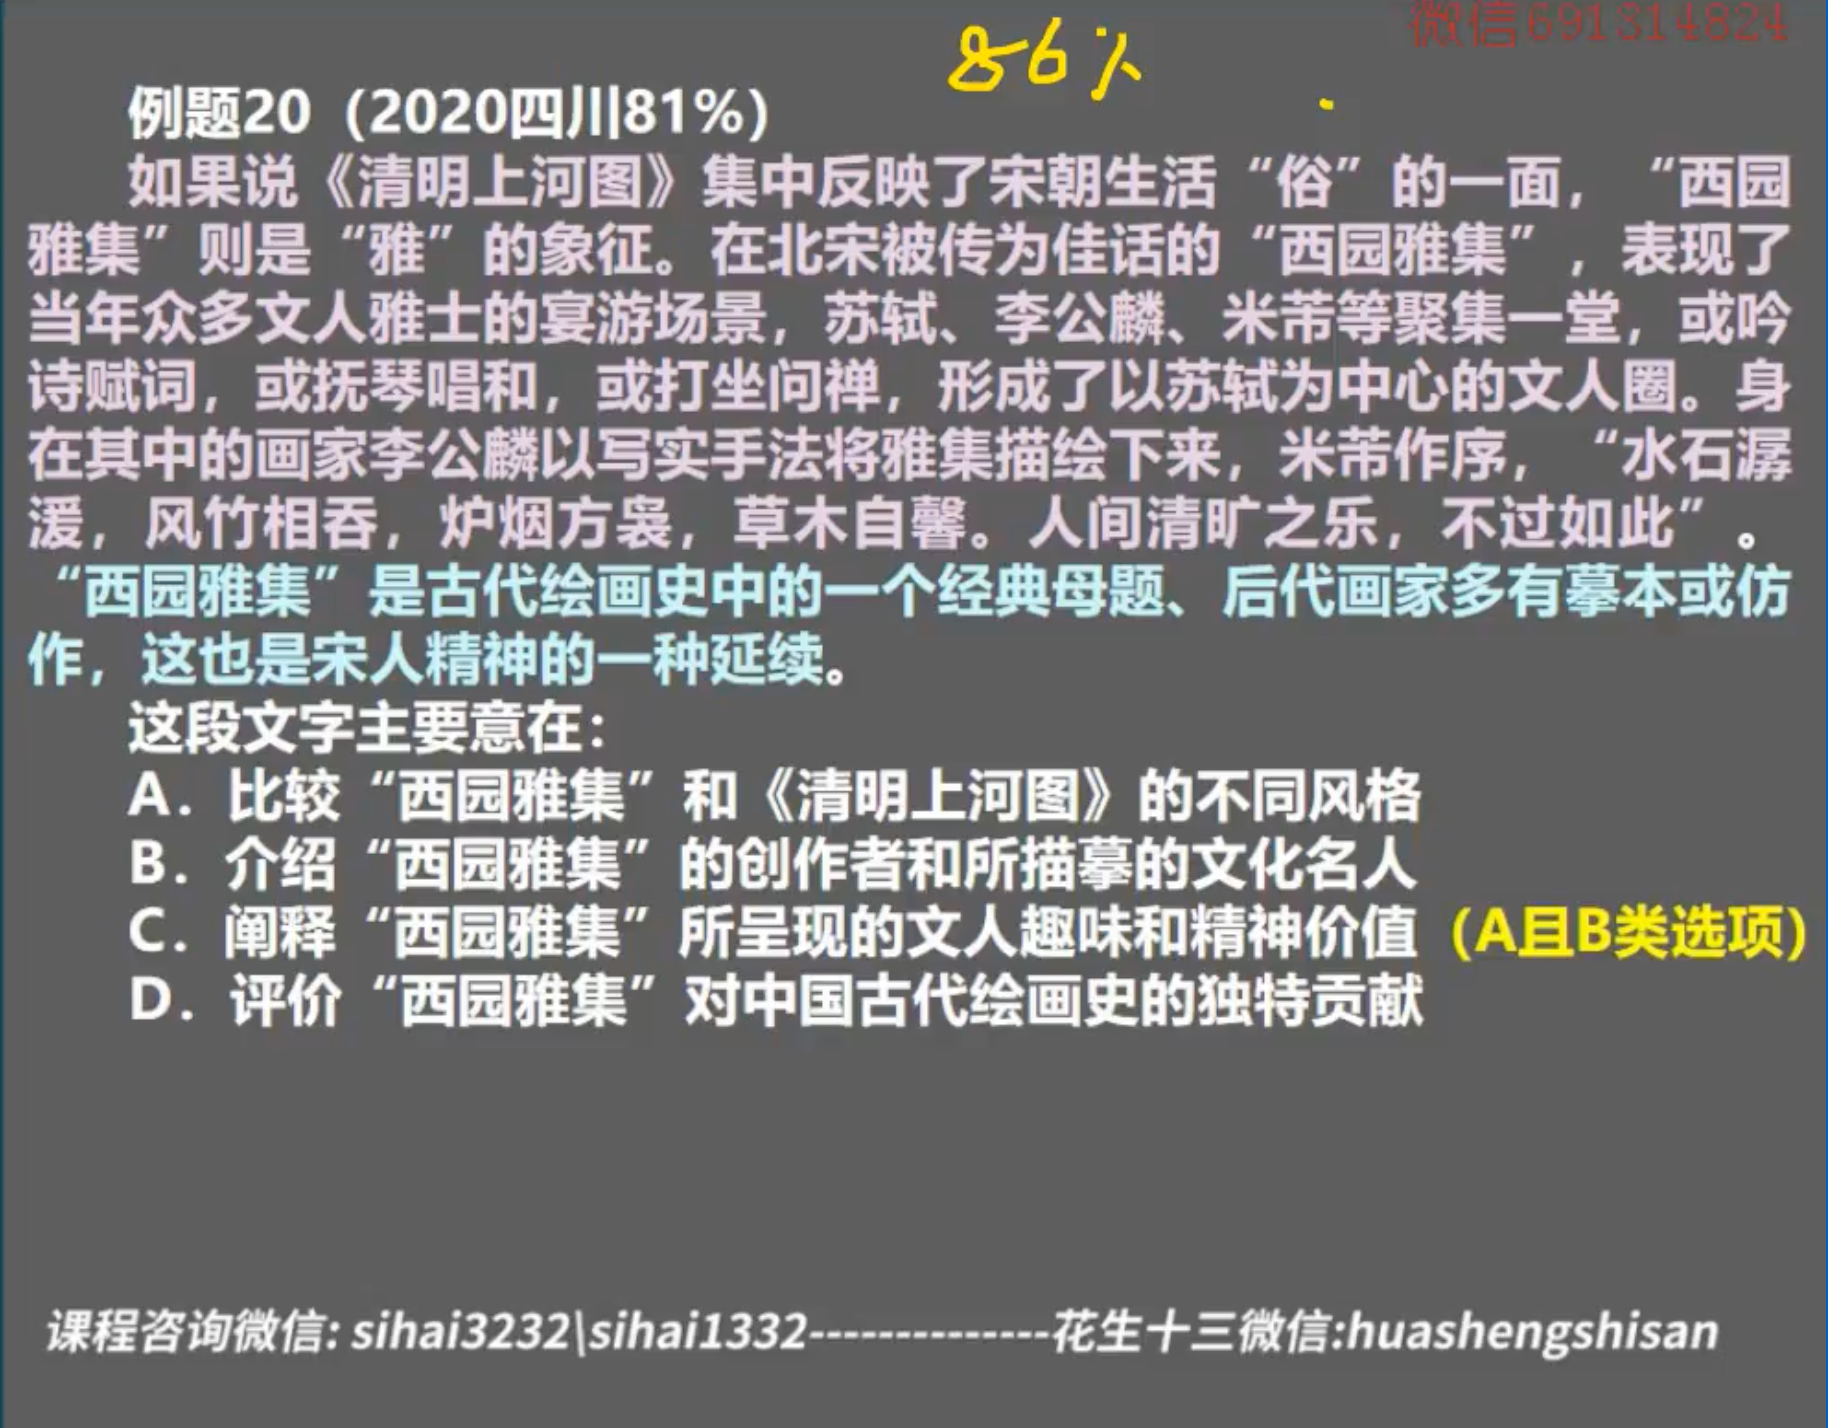 微信691314824
86%
例题20（2020四川|81%）
如果说《清明上河图》集中反映了宋朝生活“俗”的一面，“西园
雅集”则是“雅”的象征。在北宋被传为佳话的“西园雅集”，表现了
当年众多文人雅士的宴游场景，苏轼、李公麟、米芾等聚集一堂，或吟
诗赋词，或抚琴唱和，或打坐问禅，形成了以苏轼为中心的文人圈。身
在其中的画家李公麟以写实手法将雅集描绘下来，米芾作序，“水石潺
湲，风竹相吞，炉烟方袅，草木自馨。人间清旷之乐，不过如此”。
“西园雅集”是古代绘画史中的一个经典母题、后代画家多有摹本或仿
作，这也是宋人精神的一种延续。
这段文字主要意在：
A．比较“西园雅集”和《清明上河图》的不同风格
B．介绍“西园雅集”的创作者和所描摹的文化名人
C．阐释“西园雅集”所呈现的文人趣味和精神价值（A且B类选项）
D．评价“西园雅集”对中国古代绘画史的独特贡献
课程咨询微信: sihai3232\sihai1332--------------花生十三微信:huashengshisan